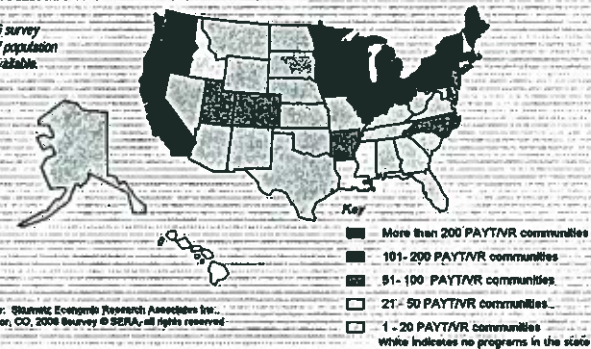 survey
population
available.
Key
More than 200 PAYT/VR communities
101- 200 PAYT/VR communities
51- 100 PAYT/VR communities
21 - 50 PAYT/VR communities
1 - 20 PAYT/VR communities
White indicates no programs in the state
Skumatz Economic Research Associates Inc.,
CO, 2006 survey © SERA, all rights reserved